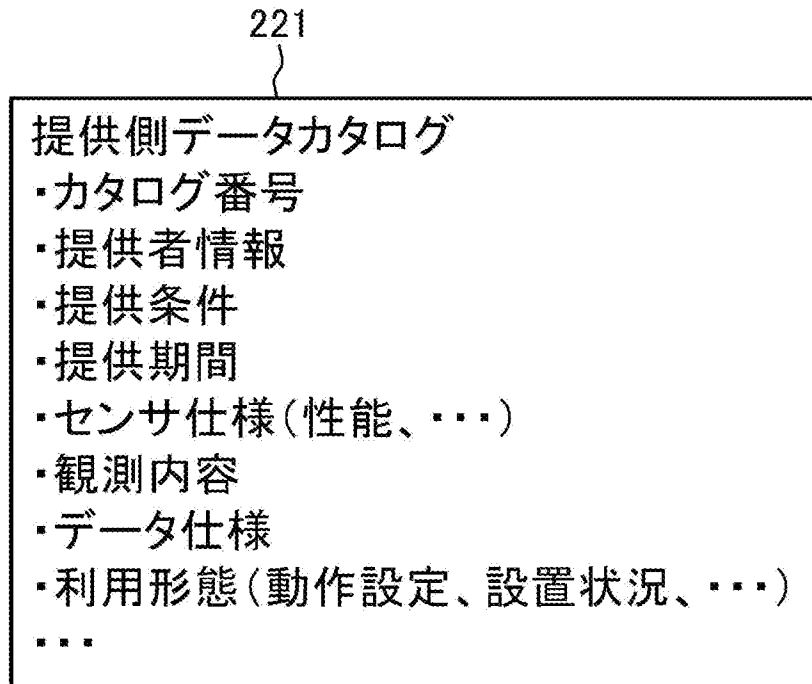 221
提供側データカタログ
・カタログ番号
・提供者情報
・提供条件
・提供期間
・センサ仕様(性能、・・・)
・観測内容
・データ仕様
・利用形態(動作設定、設置状況、・・・)
・・・